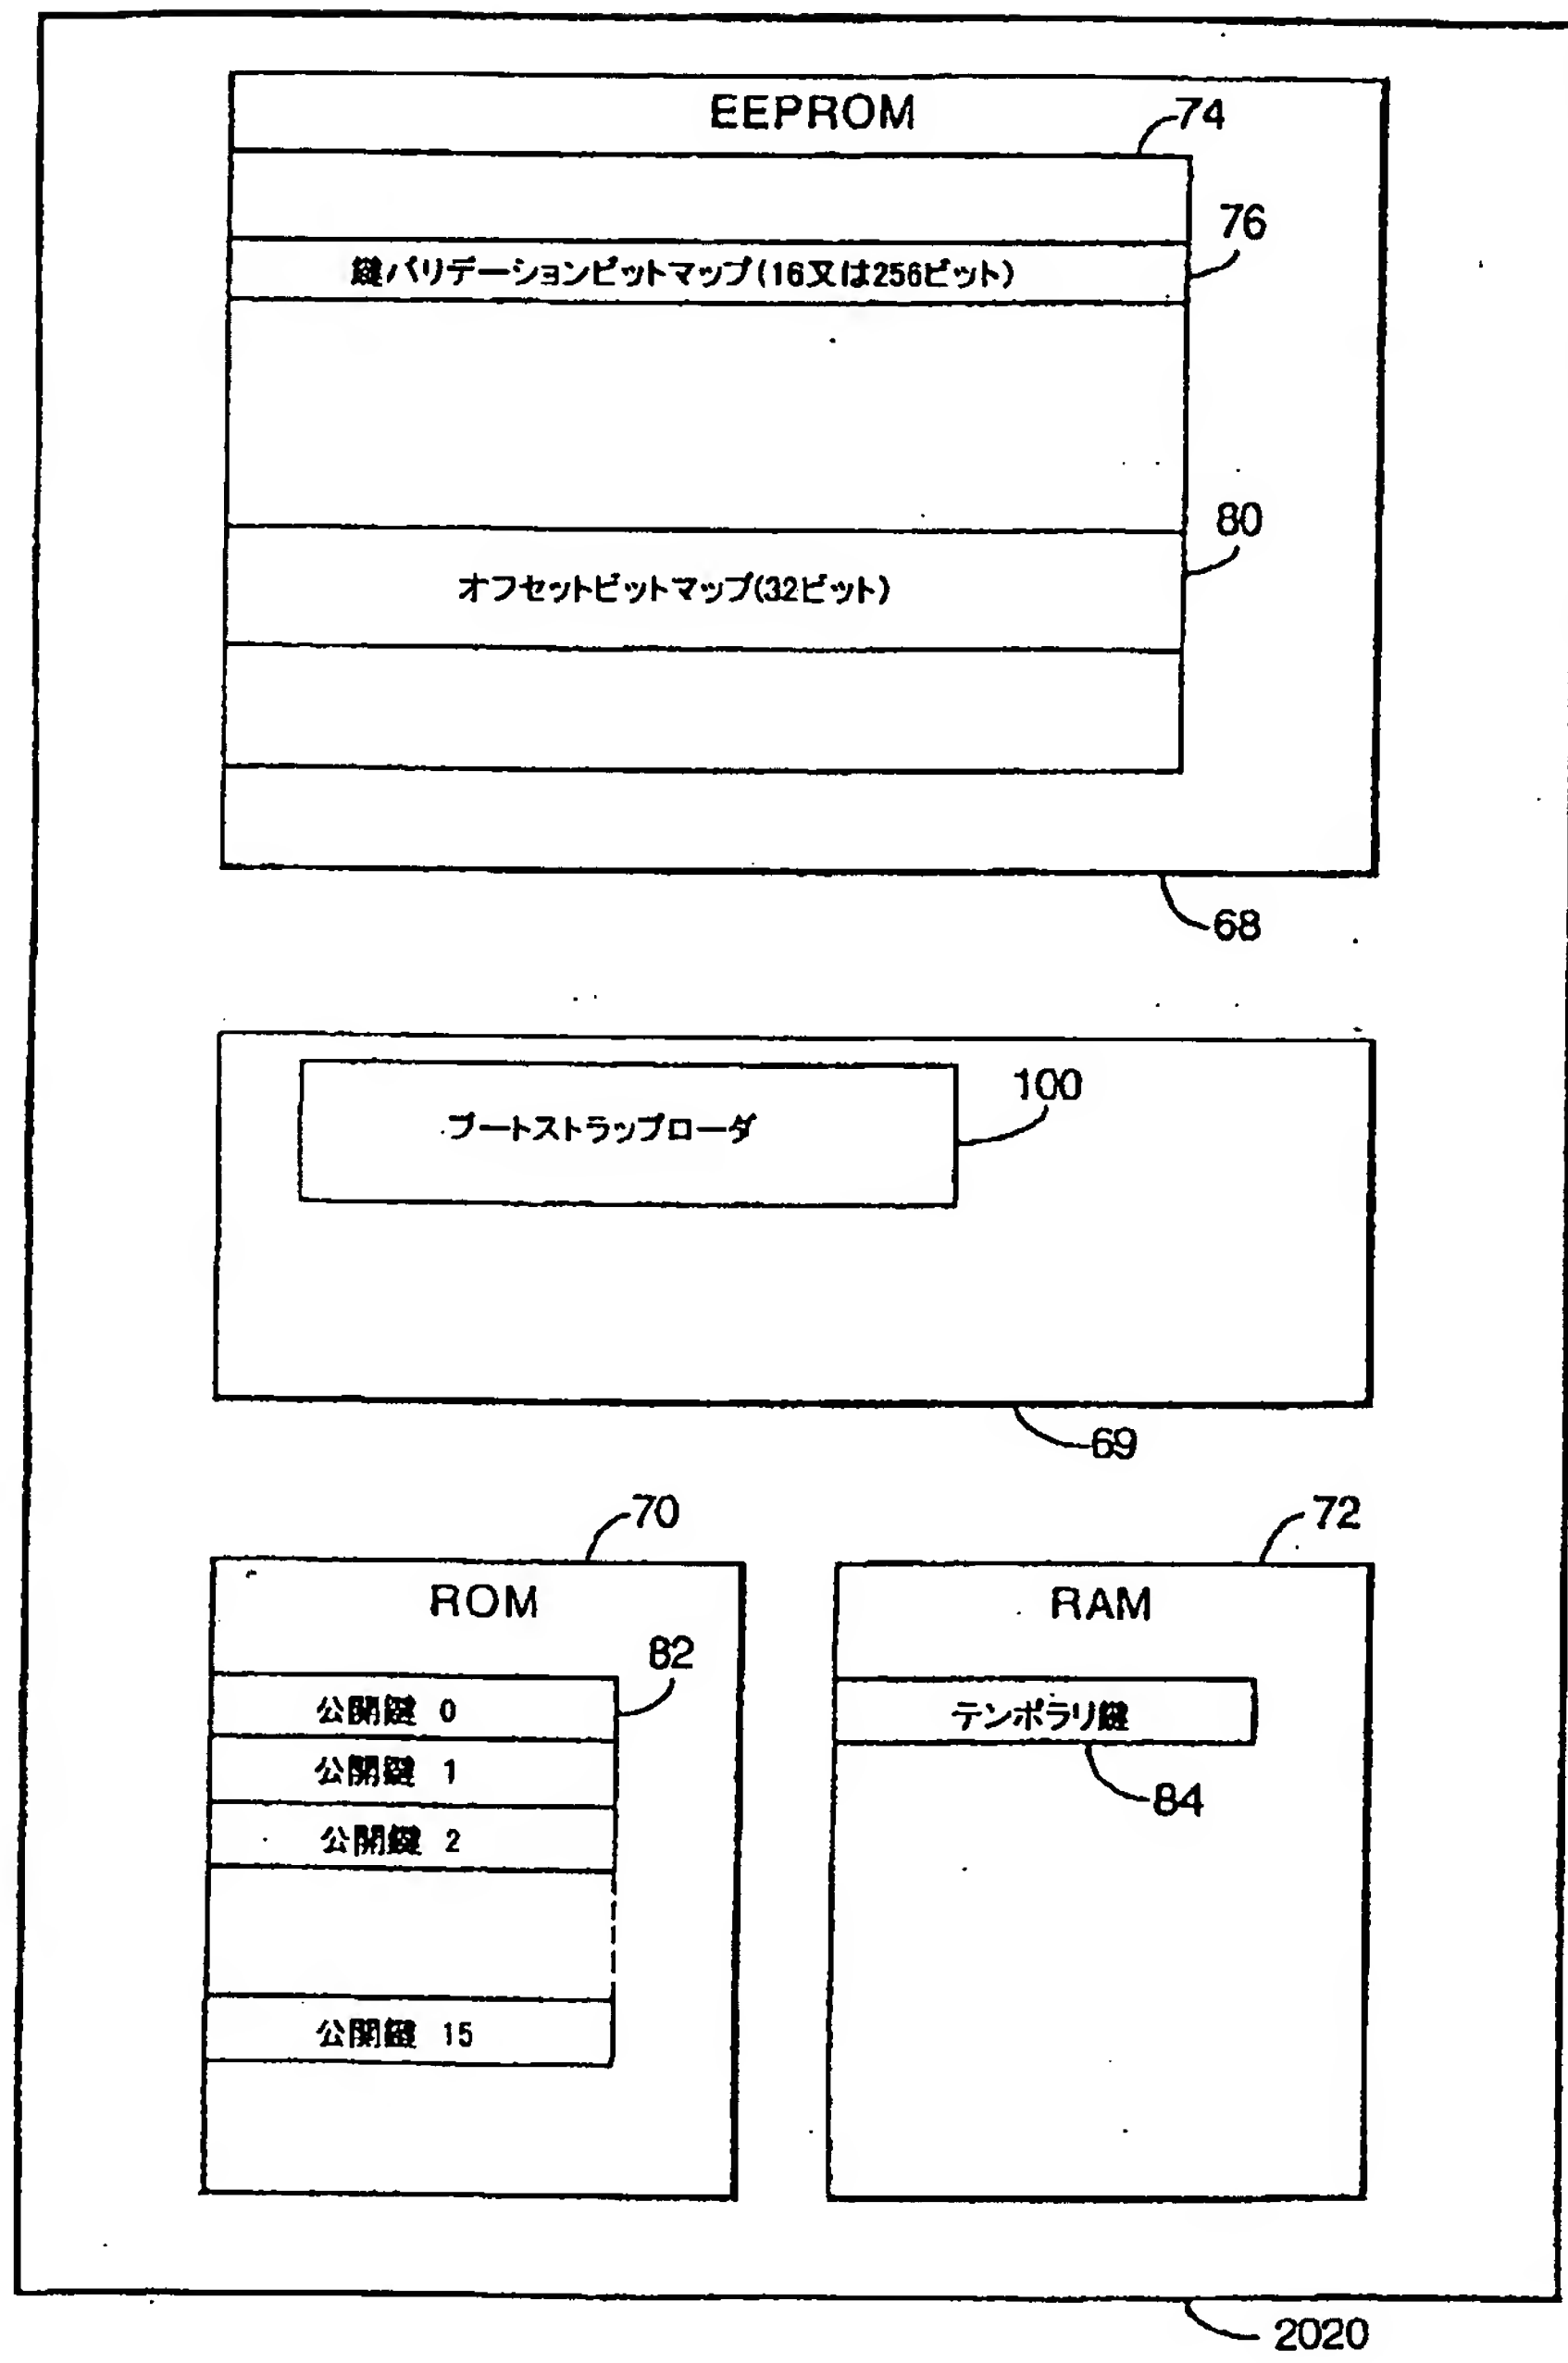 EEPROM
74
76
鍵バリデーションビットマップ(16又は256ビット)
80
オフセットビットマップ(32ビット)
68
100
ブートストラップローダ
69
70
72
ROM
RAM
82
公開鍵 0
テンポラリ鍵
公開鍵 1
84
公開鍵 2
公開鍵 15
2020